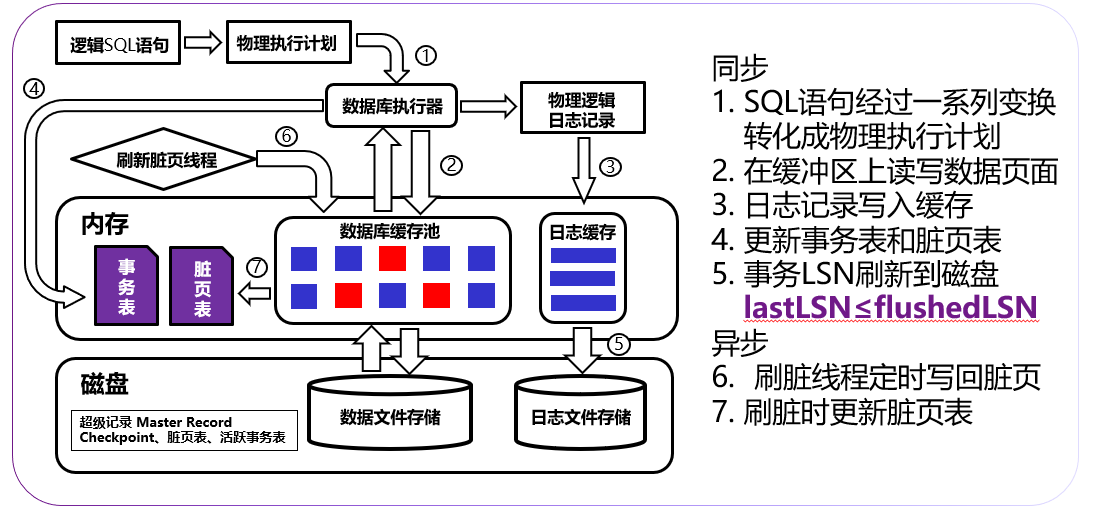 逻辑SQL语句
物理执行计划
①
④
数据库执行器
物理逻辑
日志记录
⑥
刷新脏页线程
②
③
内存
数据库缓存池
日志缓存
事务表
脏页表
⑦
⑤
磁盘
超级记录 Master Record
Checkpoint、脏页表、活跃事务表
数据文件存储
日志文件存储
同步
1. SQL语句经过一系列变换
转化成物理执行计划
2. 在缓冲区上读写数据页面
3. 日志记录写入缓存
4. 更新事务表和脏页表
5. 事务LSN刷新到磁盘
lastLSN≤flushedLSN
异步
6. 刷脏线程定时写回脏页
7. 刷脏时更新脏页表